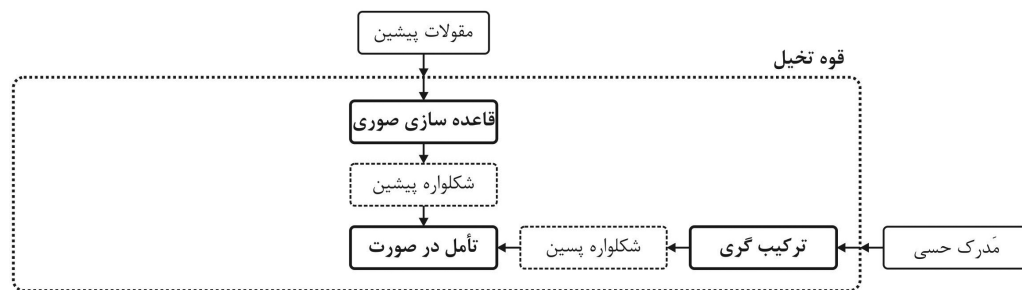 مقولات پیشین
قوه تخیل
قاعده سازی صوری
شکلواره پیشین
مَدرک حسی
ترکیب گری
شکلواره پسین
تأمل در صورت